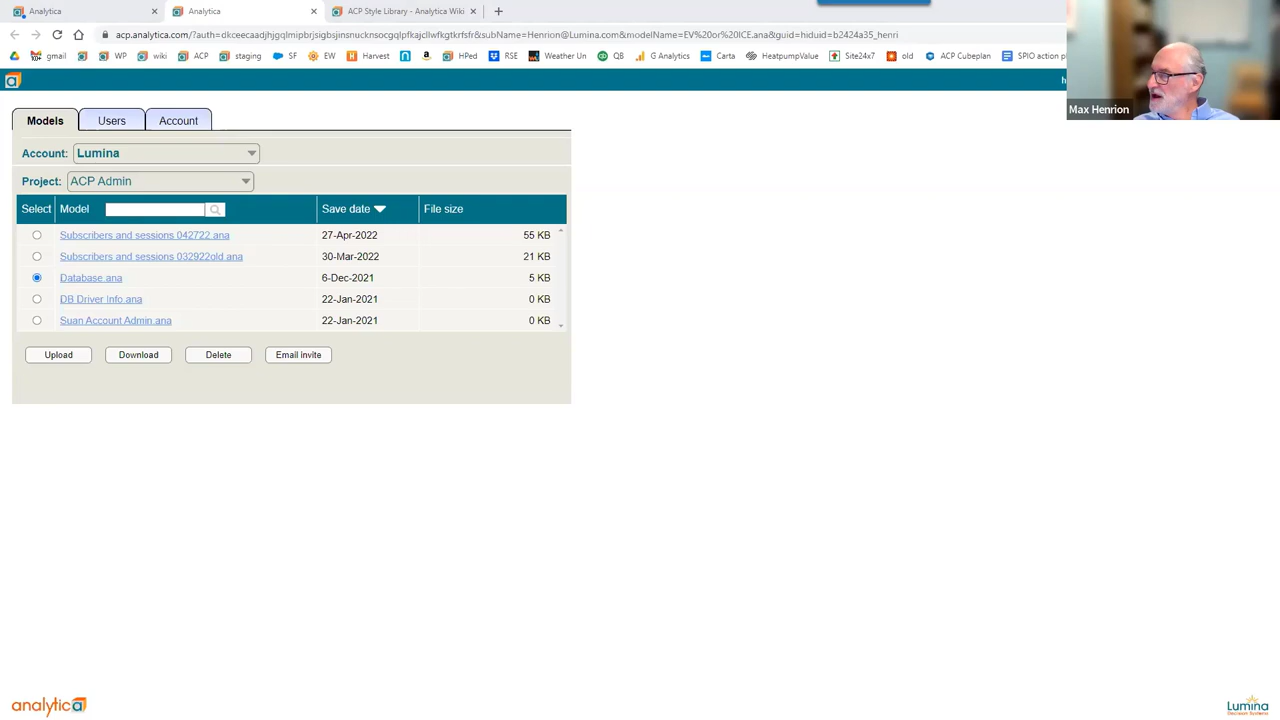 Analytica
Analytica
ACP Style Library - Analytica Wiki
acp.analytica.com/?auth=dkceecaadjhjgqlmipbrjsigbsjinsnucknsocgqlpfkajcllwfkgtkrfsfr&subName=Henrion@Lumina.com&modelName=EV%20or%20ICE.ana&guid=hiduid=b2424a35_henri
gmail
WP
wiki
ACP
staging
SF
EW
Harvest
HPed
RSE
Weather Un
QB
G Analytics
Carta
HeatpumpValue
Site24x7
old
ACP Cubeplan
SPIO action p
Max Henrion
Models
Users
Account
Account:
Lumina
Project:
ACP Admin
Select Model Save date File size
Subscribers and sessions 042722.ana 27-Apr-2022 55 KB
Subscribers and sessions 032922old.ana 30-Mar-2022 21 KB
Database.ana 6-Dec-2021 5 KB
DB Driver Info.ana 22-Jan-2021 0 KB
Suan Account Admin.ana 22-Jan-2021 0 KB
Upload
Download
Delete
Email invite
analytica
Lumina